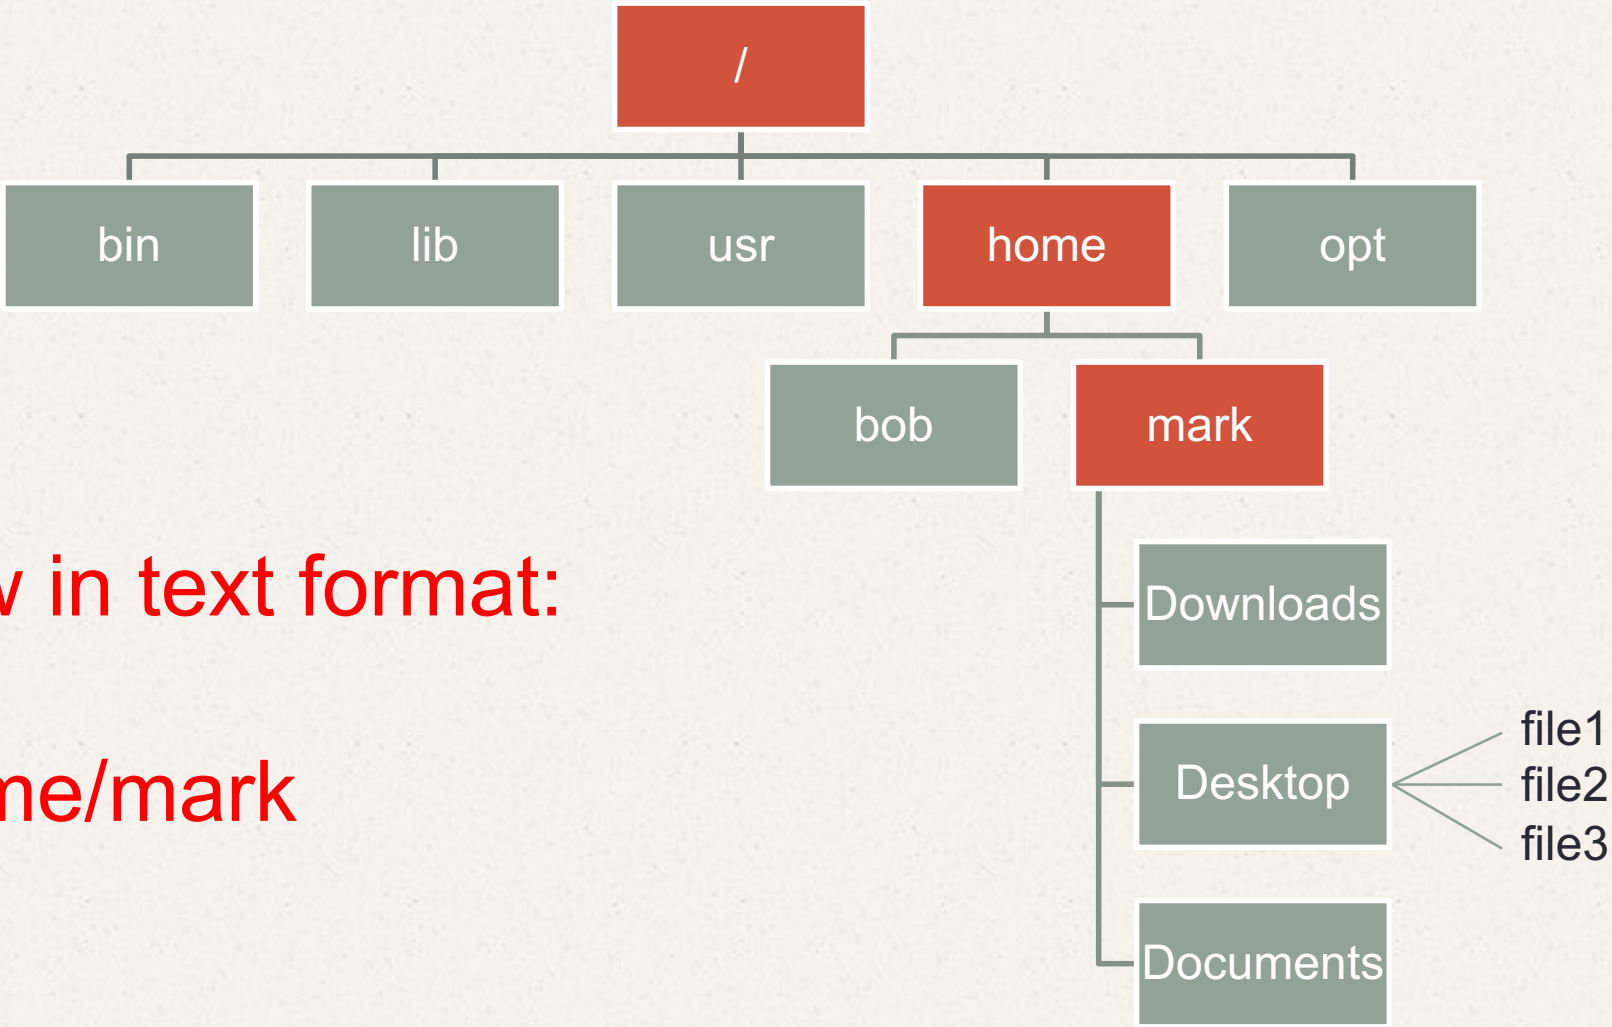 /
bin lib usr home opt
bob mark
Downloads
in text format:
file1
Desktop file2
/mark
file3
Documents